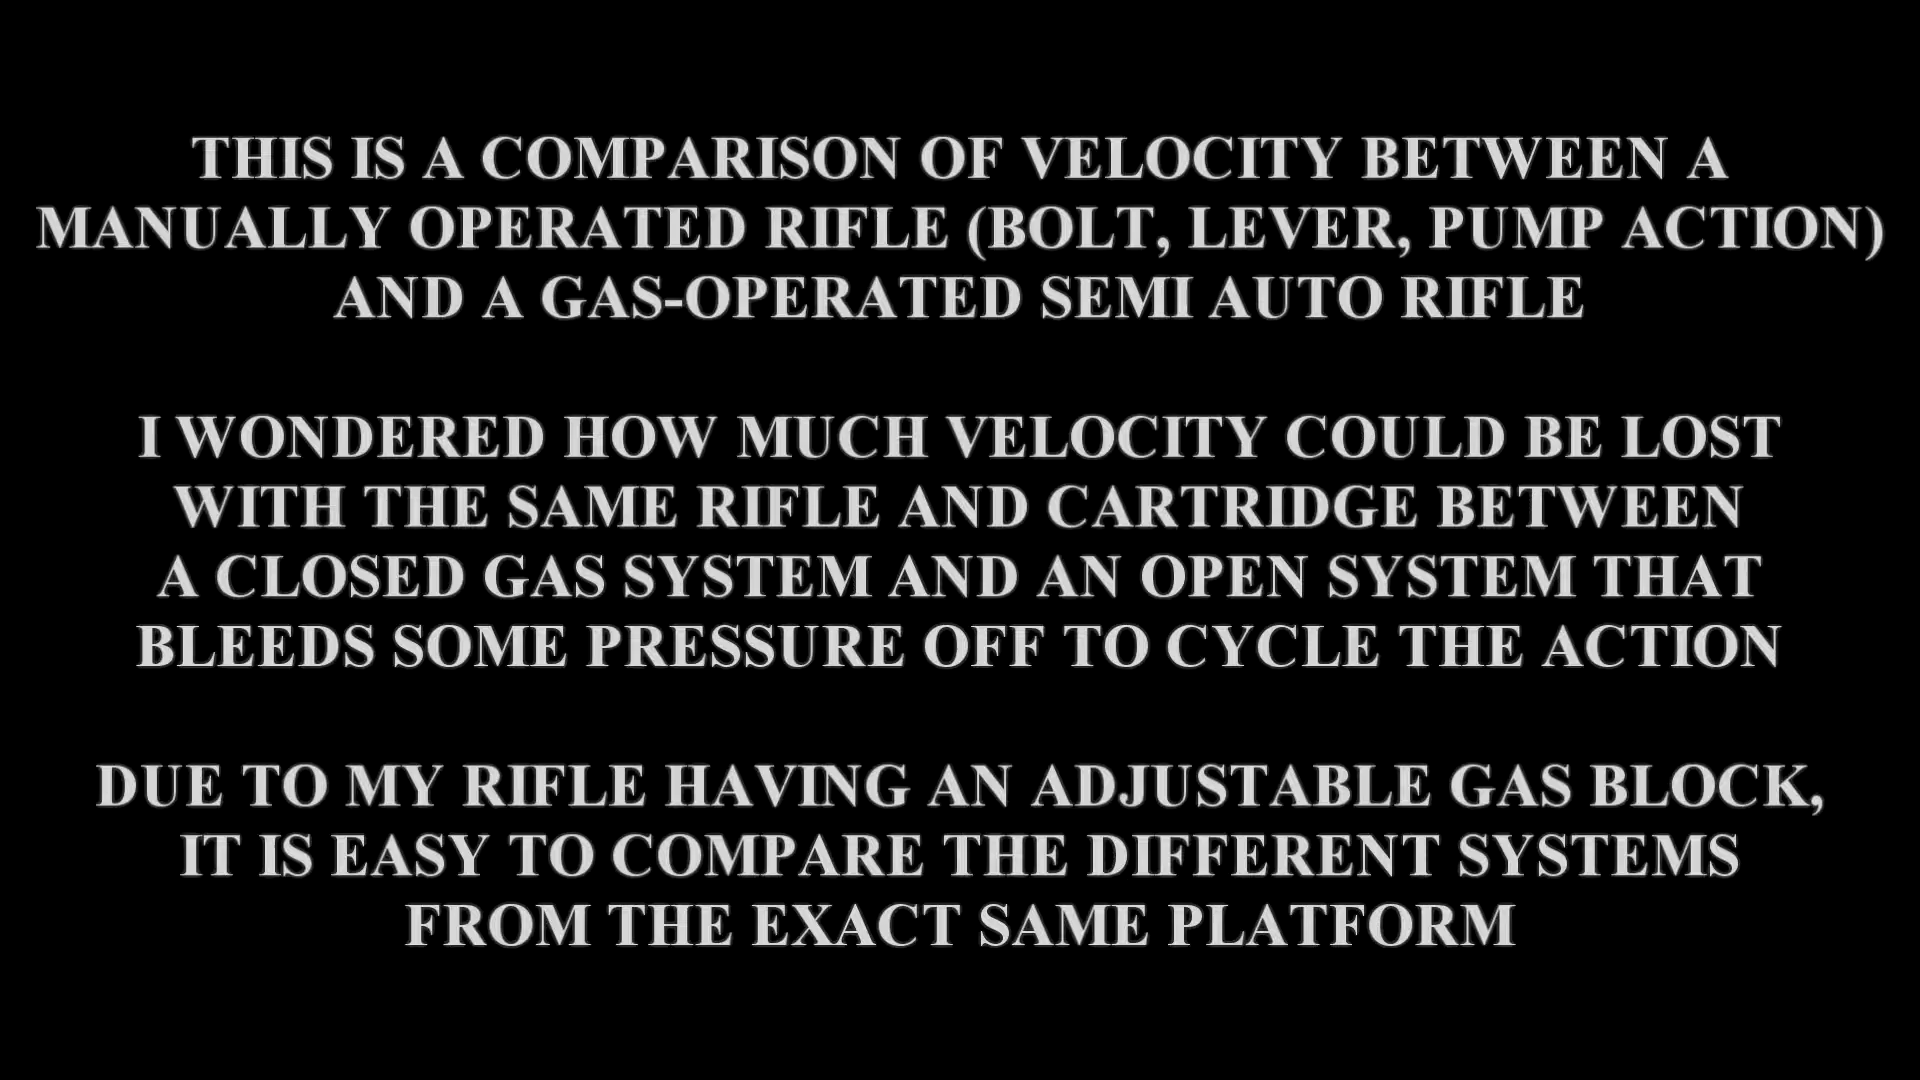 THIS IS A COMPARISON OF VELOCITY BETWEEN A
MANUALLY OPERATED RIFLE (BOLT, LEVER, PUMP ACTION)
AND A GAS-OPERATED SEMI AUTO RIFLE
I WONDERED HOW MUCH VELOCITY COULD BE LOST
WITH THE SAME RIFLE AND CARTRIDGE BETWEEN
A CLOSED GAS SYSTEM AND AN OPEN SYSTEM THAT
BLEEDS SOME PRESSURE OFF TO CYCLE THE ACTION
DUE TO MY RIFLE HAVING AN ADJUSTABLE GAS BLOCK,
IT IS EASY TO COMPARE THE DIFFERENT SYSTEMS
FROM THE EXACT SAME PLATFORM